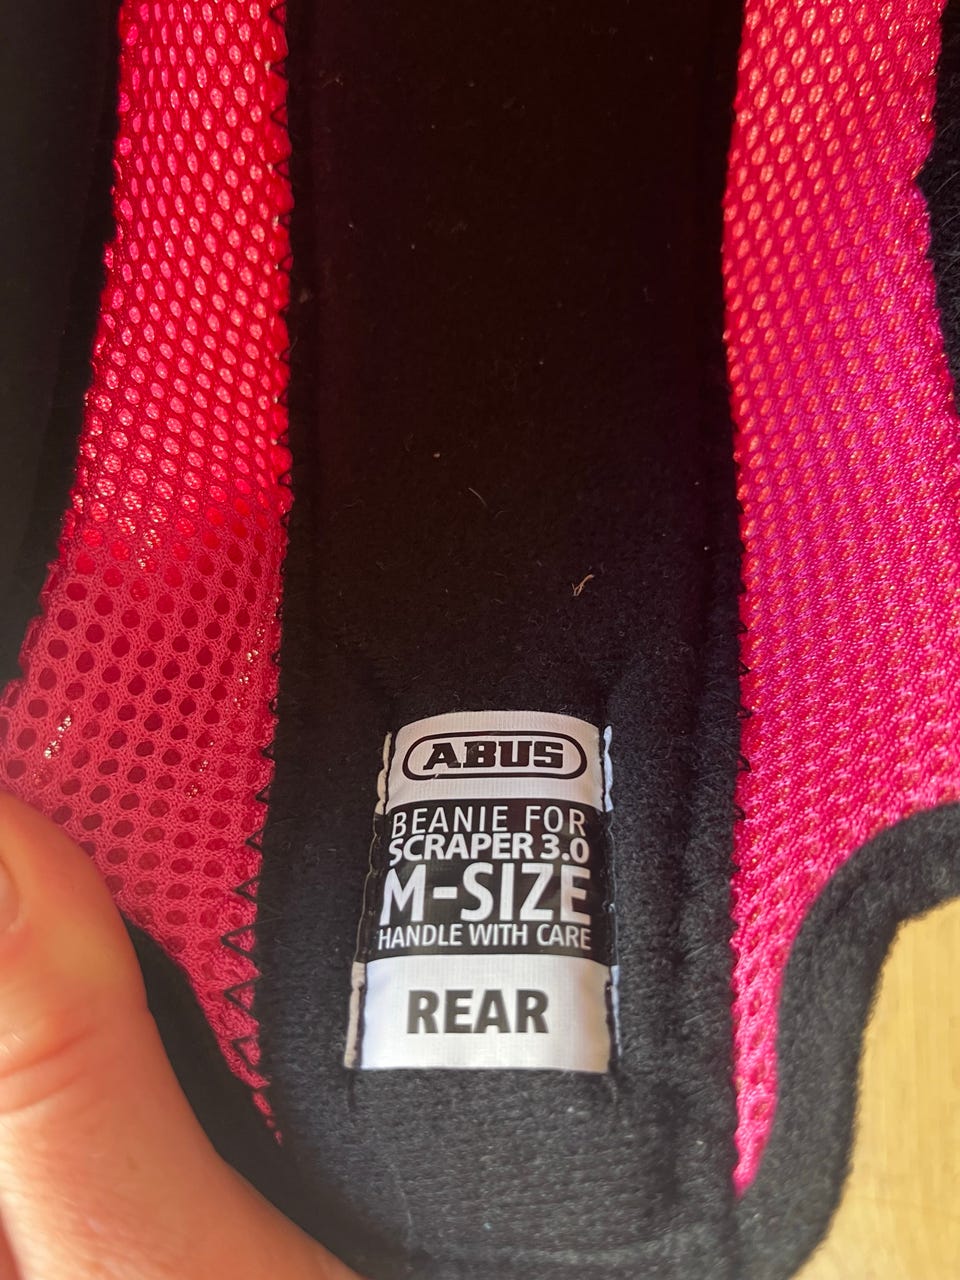 ABUS
BEANIE FOR
SCRAPER 3.0
M-SIZE
HANDLE WITH CARE
REAR